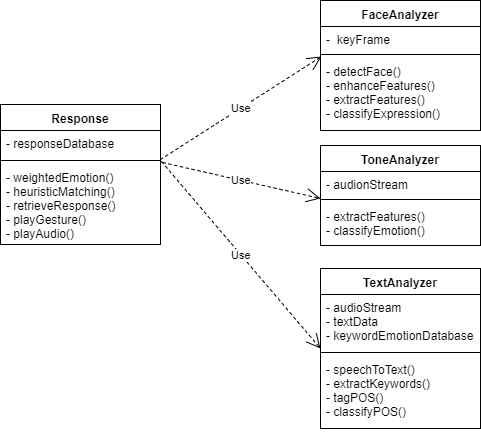 FaceAnalyzer
- keyFrame
- detectFace()
- enhanceFeatures()
- extractFeatures()
- classifyExpression()
Use
Response
- responseDatabase
- weightedEmotion()
- heuristicMatching()
- retrieveResponse()
- playGesture()
- playAudio()
Use
ToneAnalyzer
- audionStream
- extractFeatures()
- classifyEmotion()
Use
TextAnalyzer
- audioStream
- textData
- keywordEmotionDatabase
- speechToText()
- extractKeywords()
- tagPOS()
- classifyPOS()